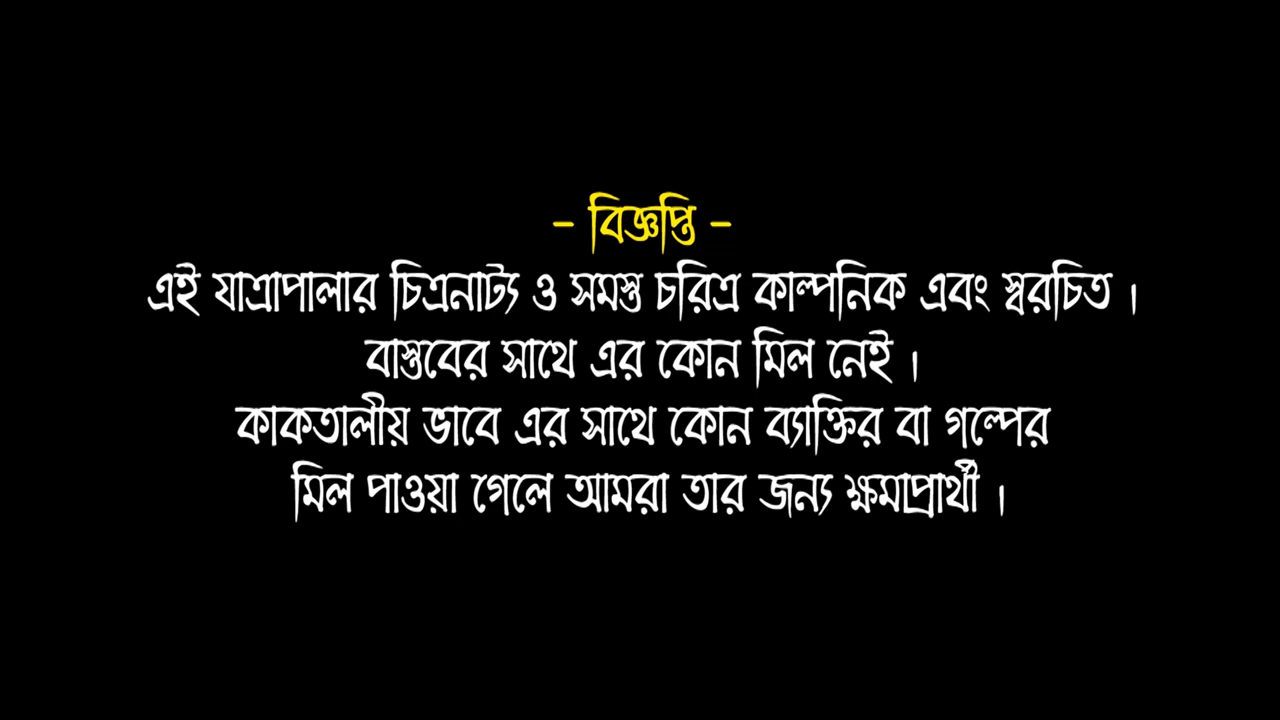 - বিজ্ঞপ্তি -
এই যাত্রাপালার চিত্রনাট্য ও সমস্ত চরিত্র কাল্পনিক এবং স্বরচিত ।
বাস্তবের সাথে এর কোন মিল নেই ।
কাকতালীয় ভাবে এর সাথে কোন ব্যাক্তির বা গল্পের
মিল পাওয়া গেলে আমরা তার জন্য ক্ষমাপ্রার্থী ।